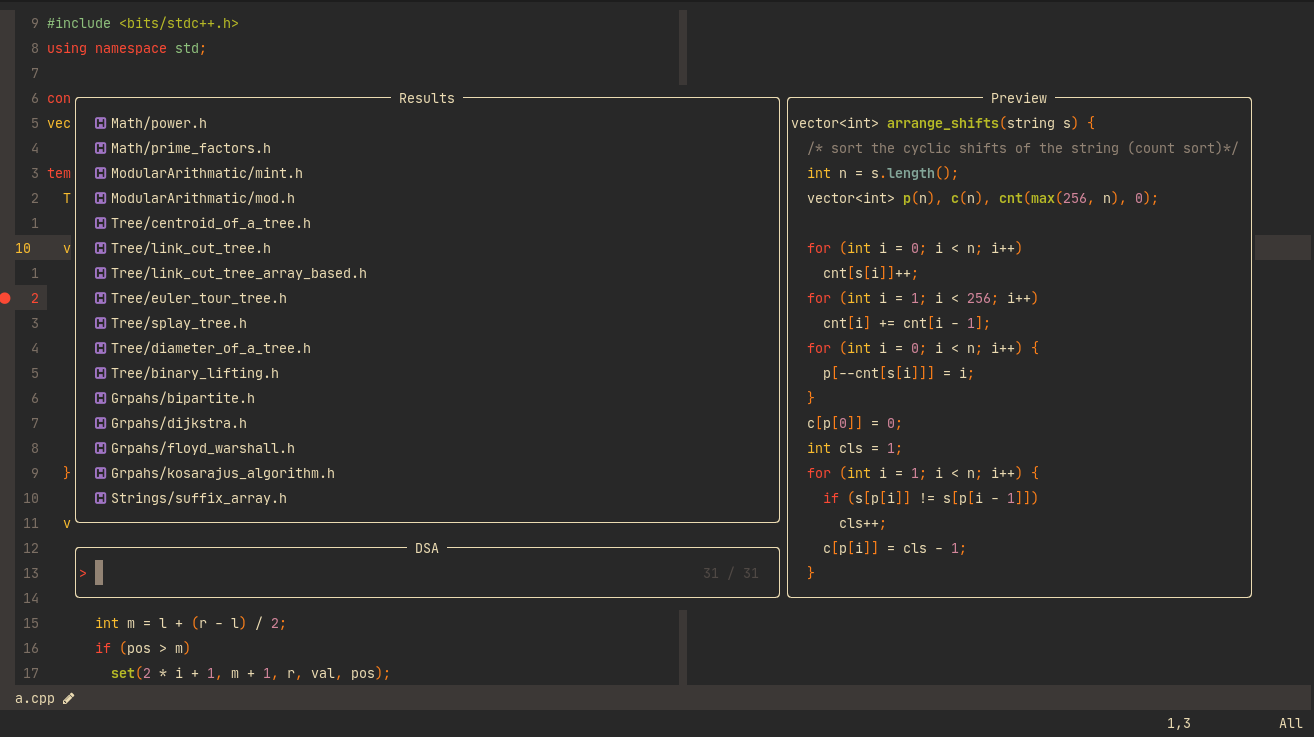 9 #include <bits/stdc++.h>
8 using namespace std;
7
6 con
5 vec
4
3 tem
2 T
1
10 v
1
2
3
4
5
6
7
8
9 }
10
11 v
12
13
14
15 int m = l + (r - l) / 2;
16 if (pos > m)
17 set(2 * i + 1, m + 1, r, val, pos);
Results
Math/power.h
Math/prime_factors.h
ModularArithmatic/mint.h
ModularArithmatic/mod.h
Tree/centroid_of_a_tree.h
Tree/link_cut_tree.h
Tree/link_cut_tree_array_based.h
Tree/euler_tour_tree.h
Tree/splay_tree.h
Tree/diameter_of_a_tree.h
Tree/binary_lifting.h
Grpahs/bipartite.h
Grpahs/dijkstra.h
Grpahs/floyd_warshall.h
Grpahs/kosarajus_algorithm.h
Strings/suffix_array.h
DSA
> 31 / 31
Preview
vector<int> arrange_shifts(string s) {
/* sort the cyclic shifts of the string (count sort)*/
int n = s.length();
vector<int> p(n), c(n), cnt(max(256, n), 0);
for (int i = 0; i < n; i++)
cnt[s[i]]++;
for (int i = 1; i < 256; i++)
cnt[i] += cnt[i - 1];
for (int i = 0; i < n; i++) {
p[--cnt[s[i]]] = i;
}
c[p[0]] = 0;
int cls = 1;
for (int i = 1; i < n; i++) {
if (s[p[i]] != s[p[i - 1]])
cls++;
c[p[i]] = cls - 1;
}
a.cpp
1,3 All